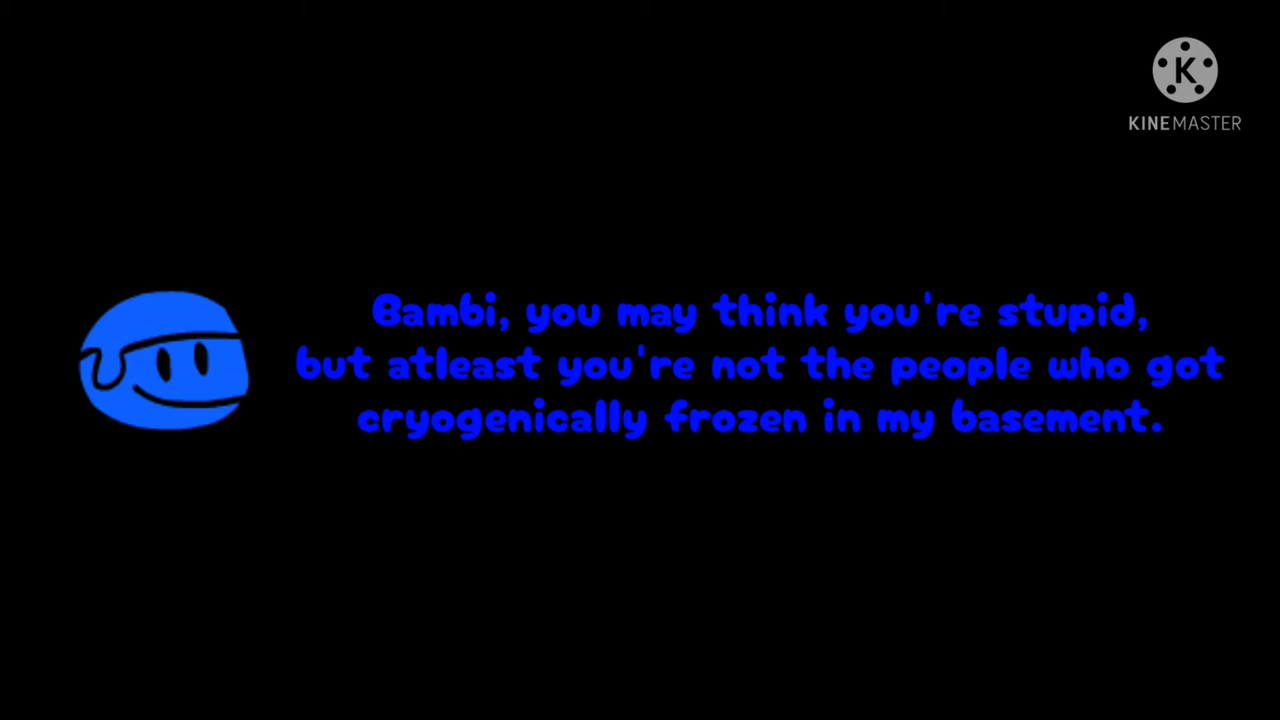 KINEMASTER
Bambi, you may think you're stupid,
but atleast you're not the people who got
cryogenically frozen in my basement.